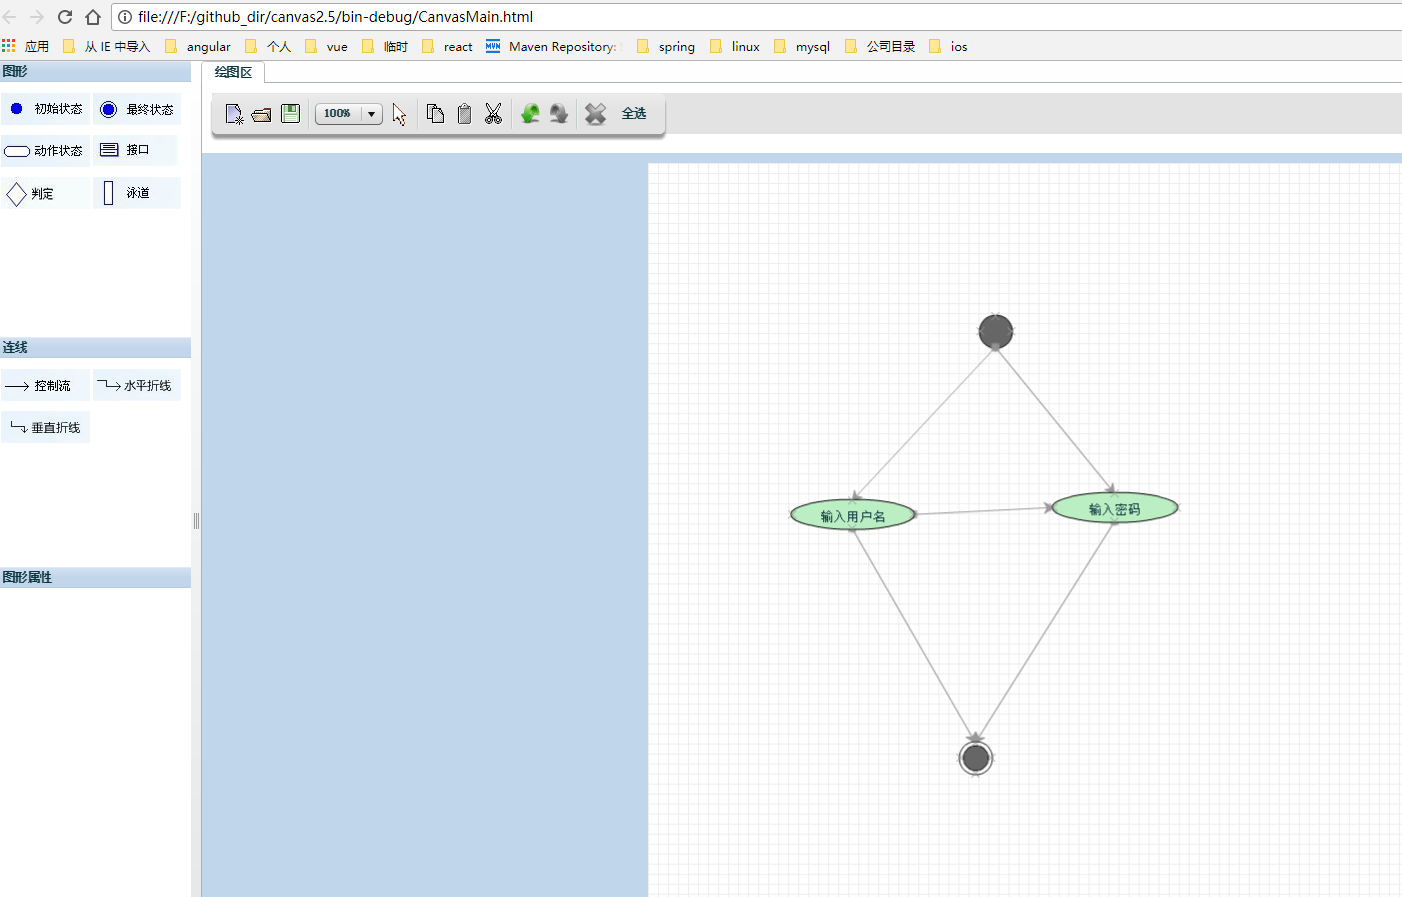 file:///F:/github_dir/canvas2.5/bin-debug/CanvasMain.html
应用 从 IE 中导入 angular 个人 vue 临时 react MVN Maven Repository: spring linux mysql 公司目录 ios
图形
绘图区
100% 全选
初始状态 最终状态
动作状态 接口
判定 泳道
连线
控制流 水平折线
垂直折线
输入用户名 输入密码
图形属性